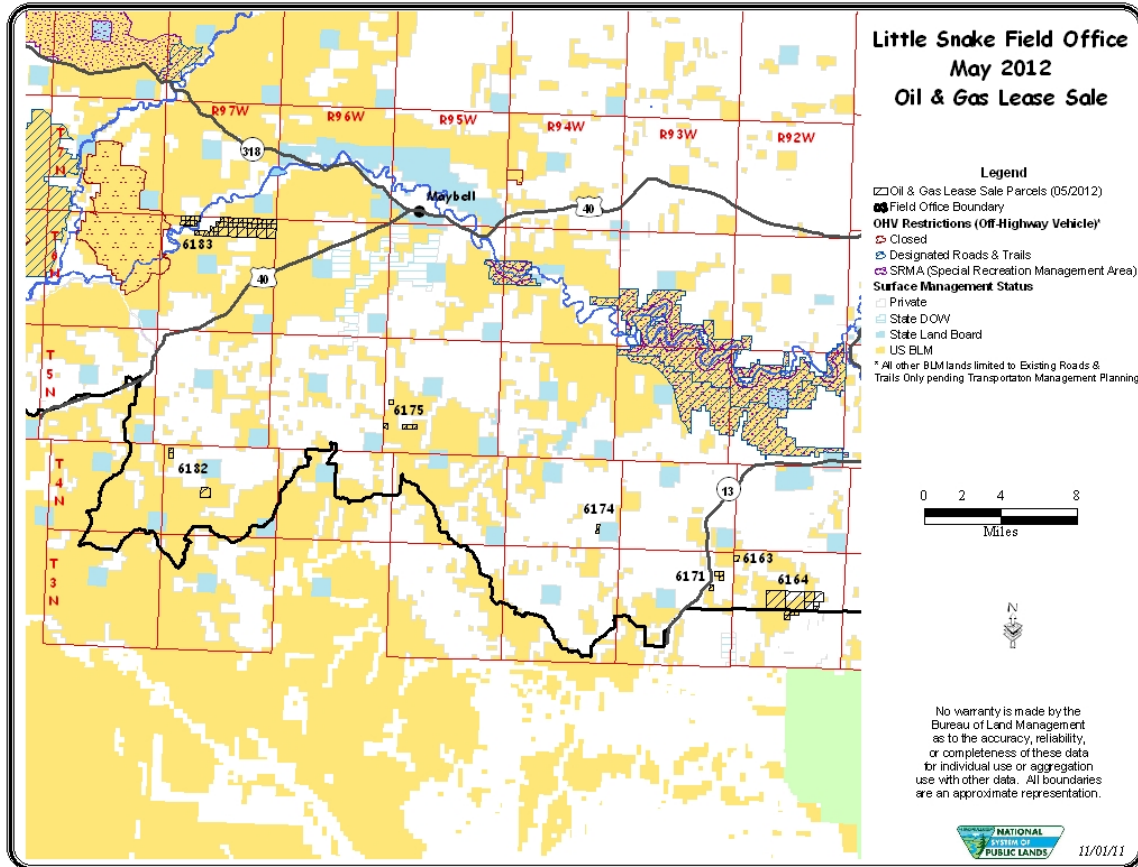 Little Snake Field Office
May 2012
Oil & Gas Lease Sale
Legend
Oil & Gas Lease Sale Parcels (05/2012)
Field Office Boundary
OHV Restrictions (Off-Highway Vehicle)*
Closed
Designated Roads & Trails
SRMA (Special Recreation Management Area)
Surface Management Status
Private
State DOW
State Land Board
US BLM
* All other BLM lands limited to Existing Roads &
Trails Only pending Transportaton Management Planning
0 2 4 8
Miles
N
No warranty is made by the
Bureau of Land Management
as to the accuracy, reliability,
or completeness of these data
for individual use or aggregation
use with other data. All boundaries
are an approximate representation.
NATIONAL
SYSTEM OF
PUBLIC LANDS
11/01/11
R97W
R96W
R95W
R94W
R93W
R92W
T
7
N
318
Maybell
40
6183
T
6
N
40
T
5
N
6175
T
4
N
6182
13
6174
T
3
N
6163
6171
6164